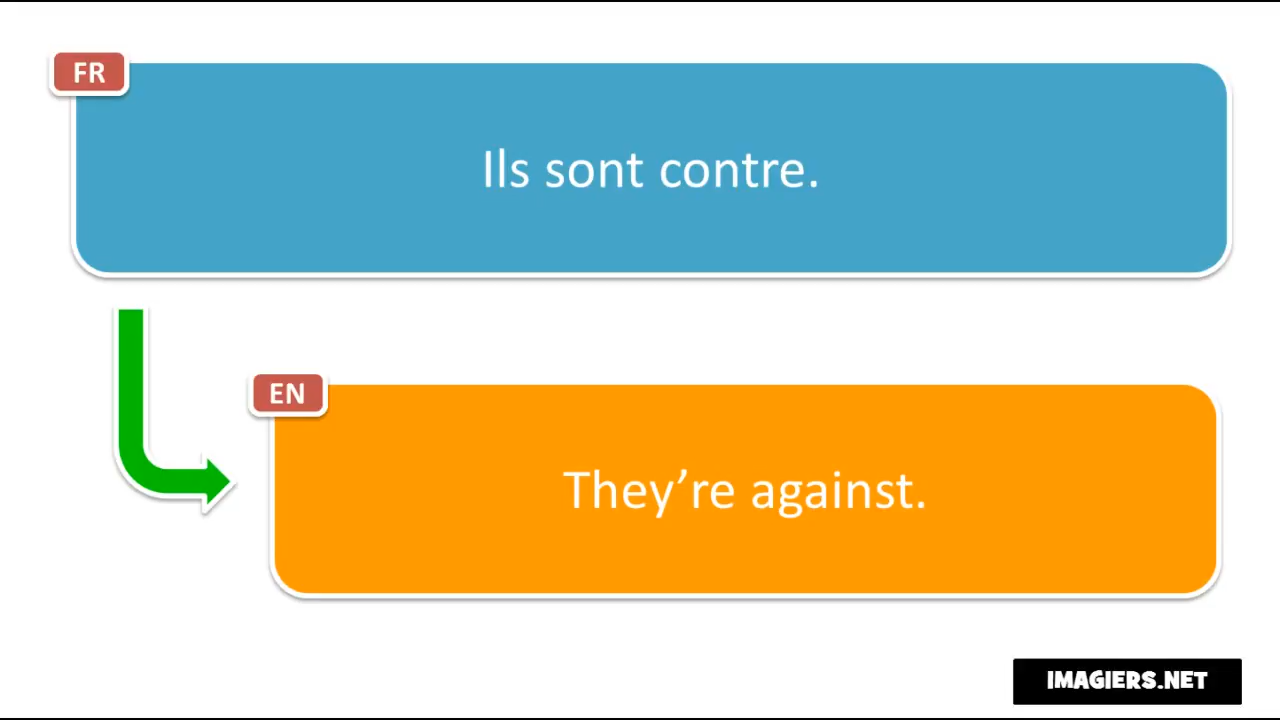 FR
Ils sont contre.
EN
They’re against.
IMAGIERS.NET